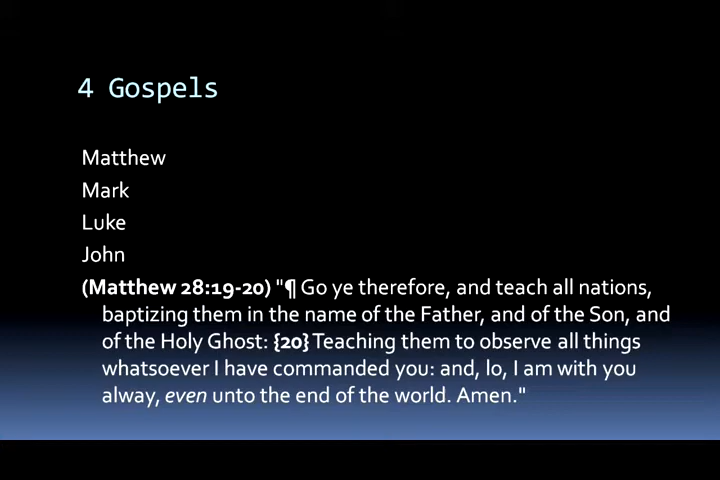 4 Gospels
Matthew
Mark
Luke
John
(Matthew 28:19-20) "¶ Go ye therefore, and teach all nations,
baptizing them in the name of the Father, and of the Son, and
of the Holy Ghost: {20} Teaching them to observe all things
whatsoever I have commanded you: and, lo, I am with you
alway, even unto the end of the world. Amen."